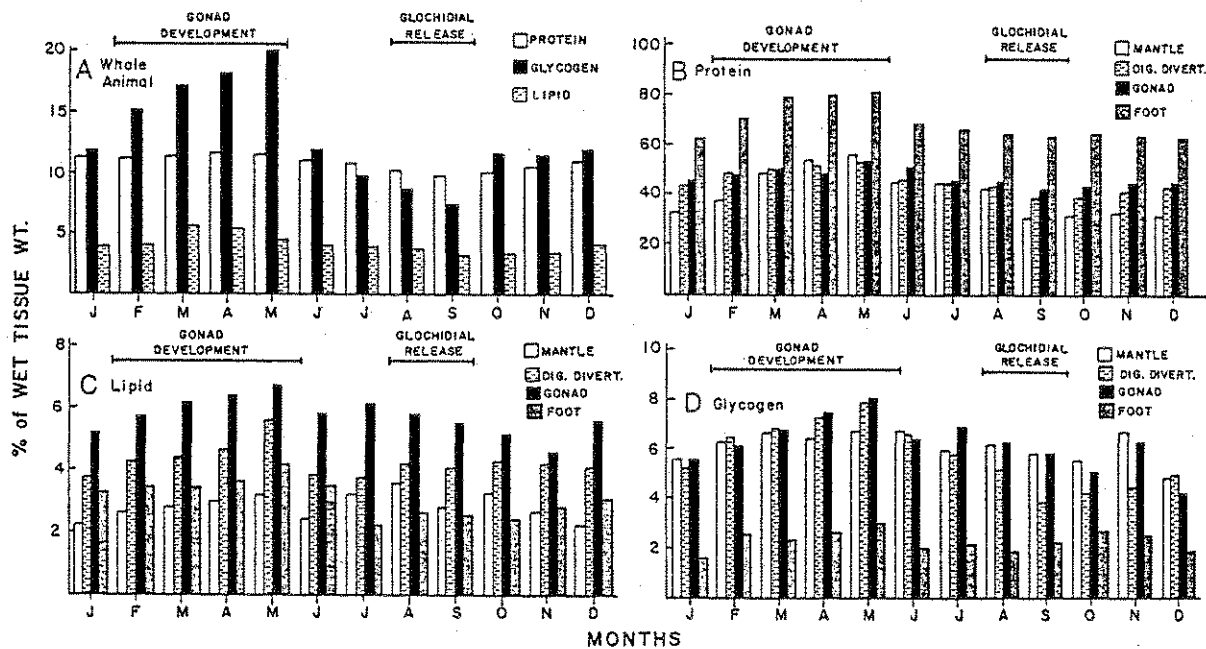 % of WET TISSUE WT.
GONAD
DEVELOPMENT
GLOCHIDIAL
RELEASE
A Whole
Animal
PROTEIN
GLYCOGEN
LIPID
20
15
10
5
J F M A M J J A S O N D
GONAD
DEVELOPMENT
GLOCHIDIAL
RELEASE
B Protein
MANTLE
DIG. DIVERT.
GONAD
FOOT
100
80
60
40
20
J F M A M J J A S O N D
GONAD
DEVELOPMENT
GLOCHIDIAL
RELEASE
C Lipid
MANTLE
DIG. DIVERT.
GONAD
FOOT
8
6
4
2
J F M A M J J A S O N D
GONAD
DEVELOPMENT
GLOCHIDIAL
RELEASE
D Glycogen
MANTLE
DIG. DIVERT.
GONAD
FOOT
10
8
6
4
2
J F M A M J J A S O N D
MONTHS